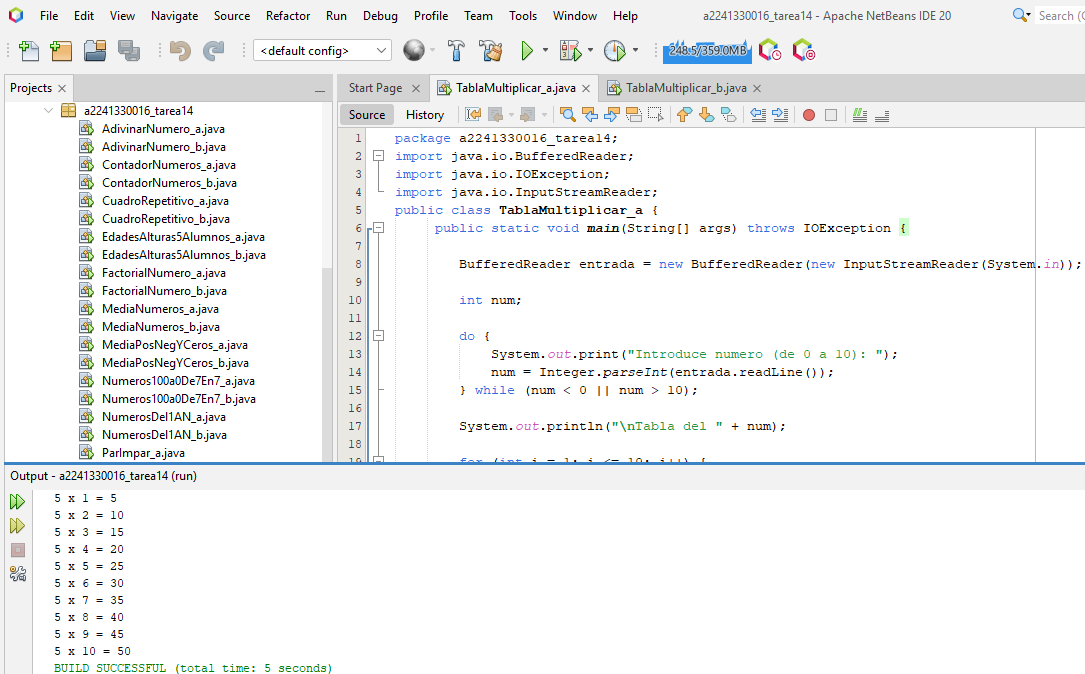 File Edit View Navigate Source Refactor Run Debug Profile Team Tools Window Help a2241330016_tarea14 - Apache NetBeans IDE 20 Search (C
<default config> 248.5/359.0MB
Projects
a2241330016_tarea14
AdivinarNumero_a.java
AdivinarNumero_b.java
ContadorNumeros_a.java
ContadorNumeros_b.java
CuadroRepetitivo_a.java
CuadroRepetitivo_b.java
EdadesAlturas5Alumnos_a.java
EdadesAlturas5Alumnos_b.java
FactorialNumero_a.java
FactorialNumero_b.java
MediaNumeros_a.java
MediaNumeros_b.java
MediaPosNegYCeros_a.java
MediaPosNegYCeros_b.java
Numeros100a0De7En7_a.java
Numeros100a0De7En7_b.java
NumerosDel1AN_a.java
NumerosDel1AN_b.java
ParImpar_a.java
Start Page TablaMultiplicar_a.java TablaMultiplicar_b.java
Source History
1 package a2241330016_tarea14;
2 import java.io.BufferedReader;
3 import java.io.IOException;
4 import java.io.InputStreamReader;
5 public class TablaMultiplicar_a {
6 public static void main(String[] args) throws IOException {
7
8 BufferedReader entrada = new BufferedReader(new InputStreamReader(System.in));
9
10 int num;
11
12 do {
13 System.out.print("Introduce numero (de 0 a 10): ");
14 num = Integer.parseInt(entrada.readLine());
15 } while (num < 0 || num > 10);
16
17 System.out.println("\nTabla del " + num);
18
19 for (int i = 1; i <= 10; i++) {
Output - a2241330016_tarea14 (run)
5 x 1 = 5
5 x 2 = 10
5 x 3 = 15
5 x 4 = 20
5 x 5 = 25
5 x 6 = 30
5 x 7 = 35
5 x 8 = 40
5 x 9 = 45
5 x 10 = 50
BUILD SUCCESSFUL (total time: 5 seconds)